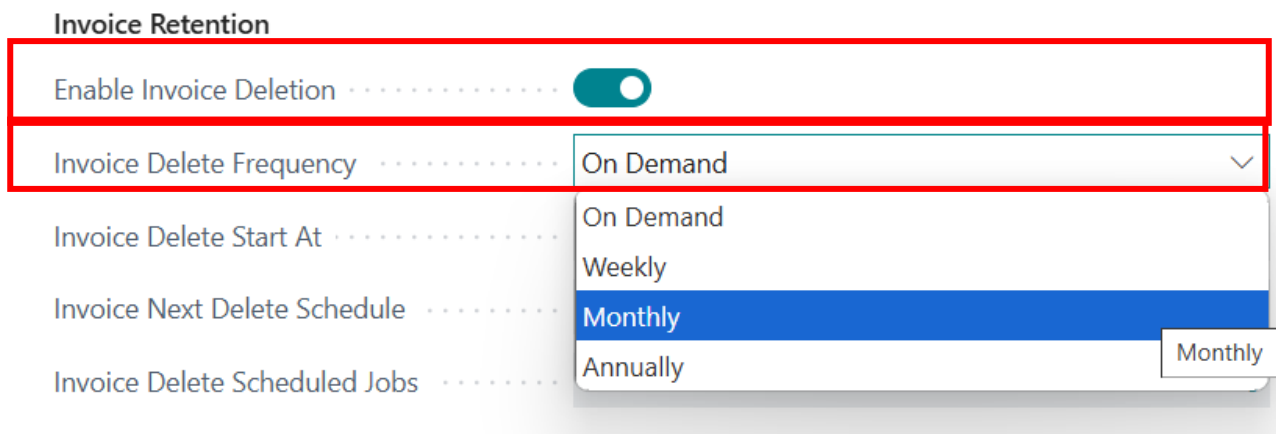 Invoice Retention
Enable Invoice Deletion
Invoice Delete Frequency On Demand
Invoice Delete Start At On Demand
Weekly
Invoice Next Delete Schedule Monthly
Monthly
Invoice Delete Scheduled Jobs Annually